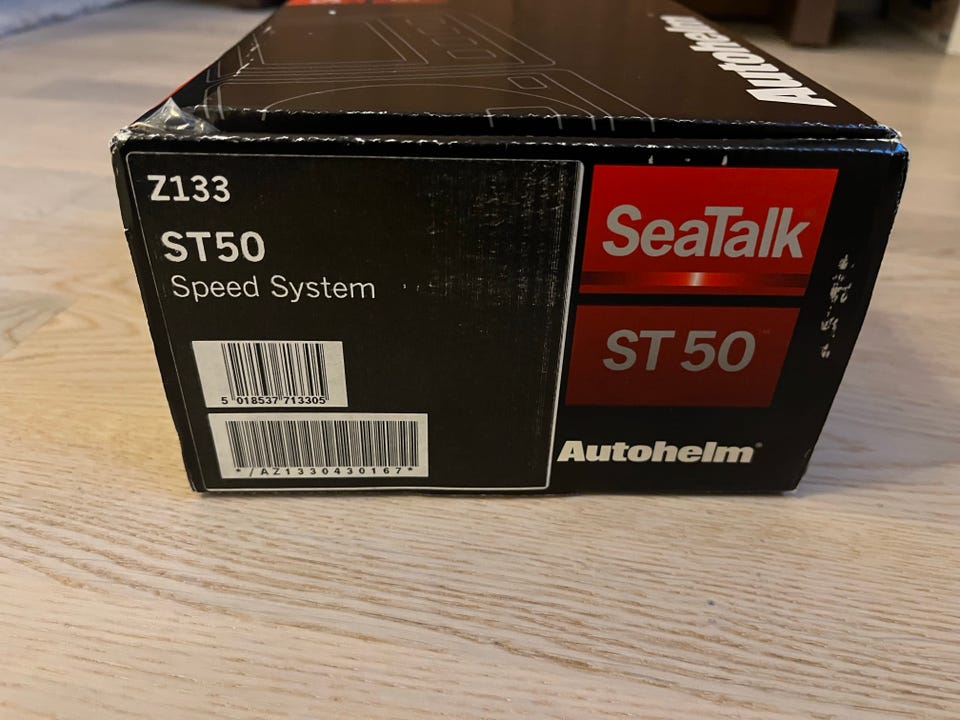 Autohelm
Z133
ST50
Speed System
5 018537 713305
*/AZ1330430167*
SeaTalk
ST 50
Autohelm®